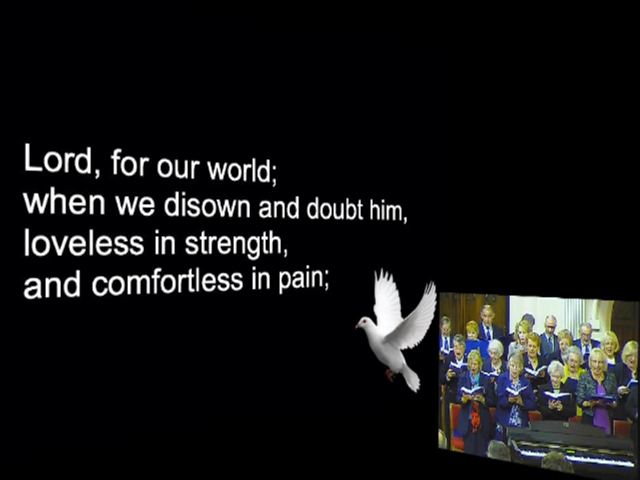 Lord, for our world;
when we disown and doubt him,
loveless in strength,
and comfortless in pain;